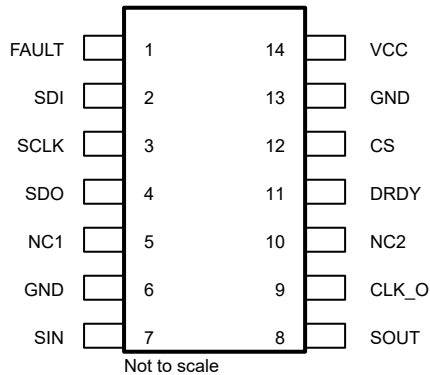 FAULT 1 14 VCC
SDI 2 13 GND
SCLK 3 12 CS
SDO 4 11 DRDY
NC1 5 10 NC2
GND 6 9 CLK_O
SIN 7 8 SOUT
Not to scale